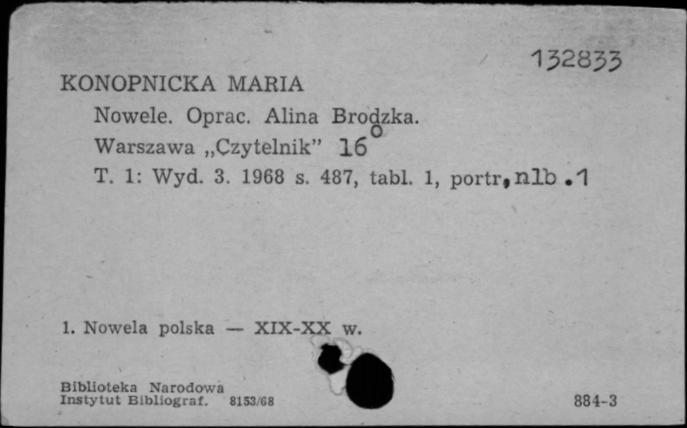 132833
KONOPNICKA MARIA
Nowele. Oprac. Alina Brodzka.
Warszawa „Czytelnik” 16°
T. 1: Wyd. 3. 1968 s. 487, tabl. 1, portr, nlb .1
1. Nowela polska — XIX-XX w.
Biblioteka Narodowa
Instytut Bibliograf. 8153/68
884-3